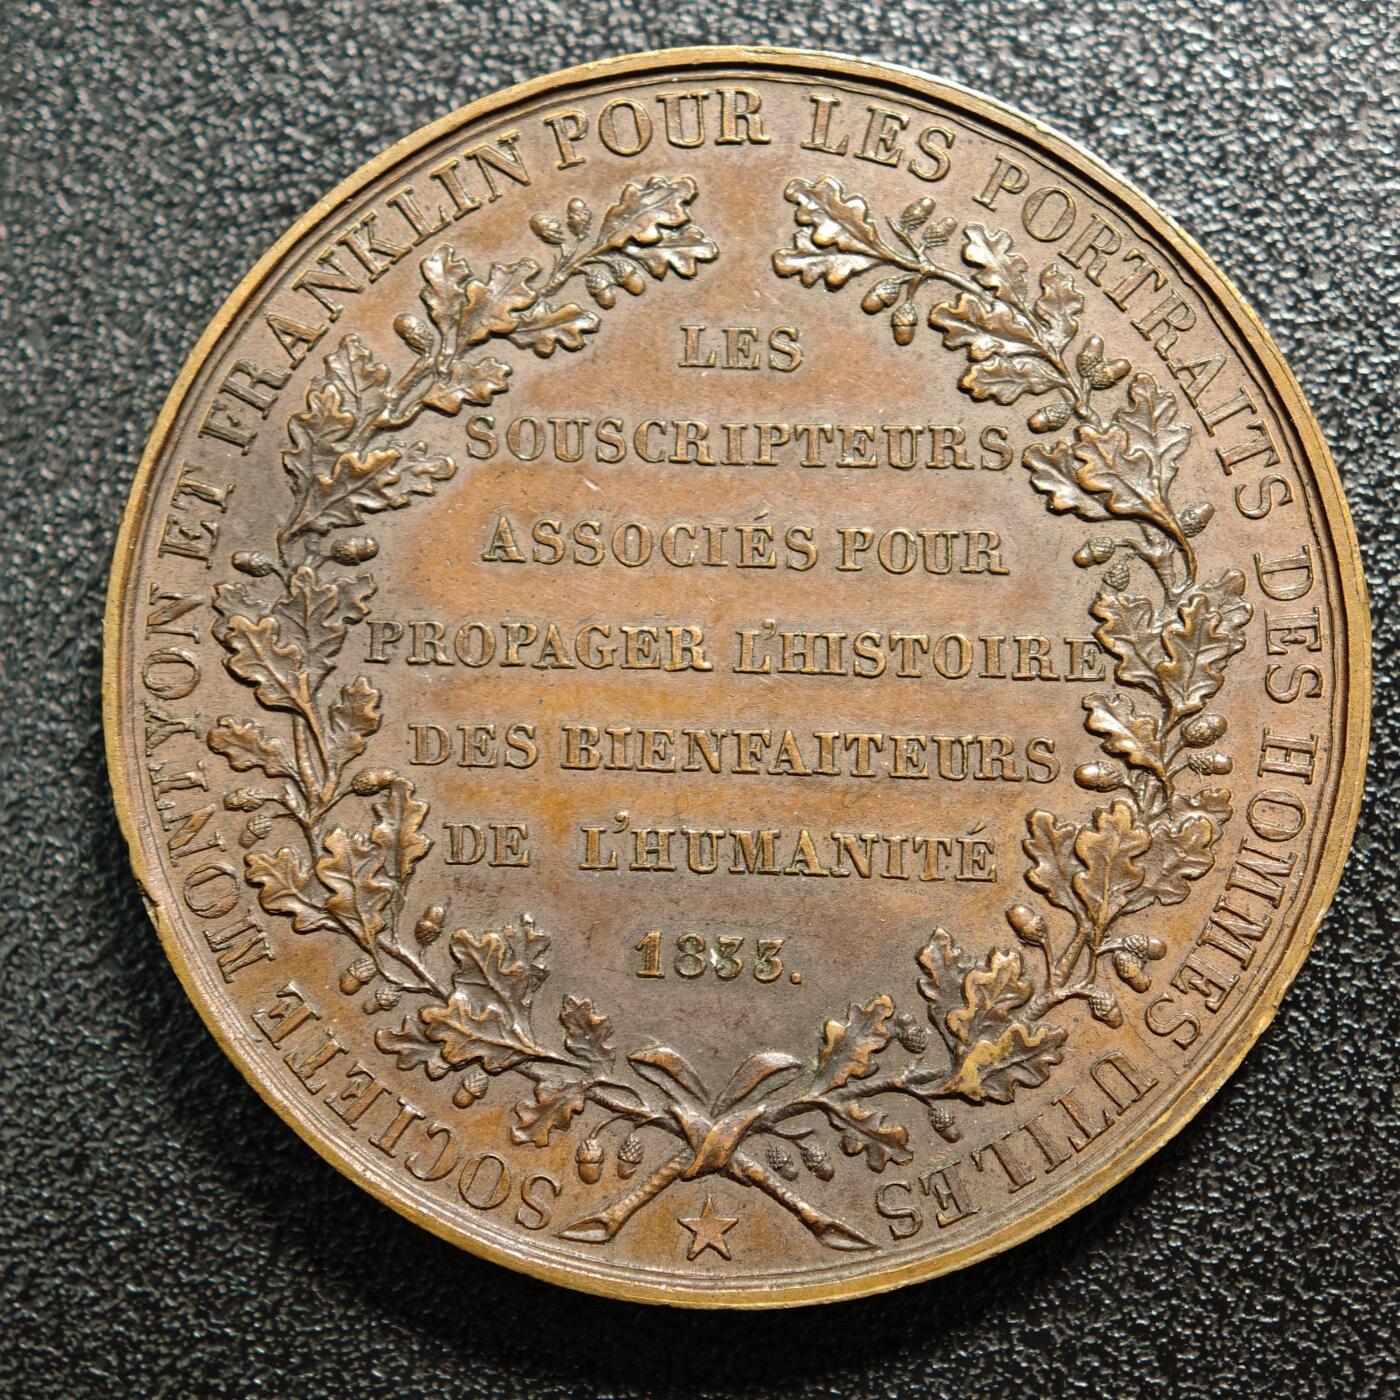 SOCIETE MONTYON ET FRANKLIN POUR LES PORTRAITS DES HOMMES UTILES
LES
SOUSCRIPTEURS
ASSOCIÉS POUR
PROPAGER L'HISTOIRE
DES BIENFAITEURS
DE L'HUMANITÉ
1833.